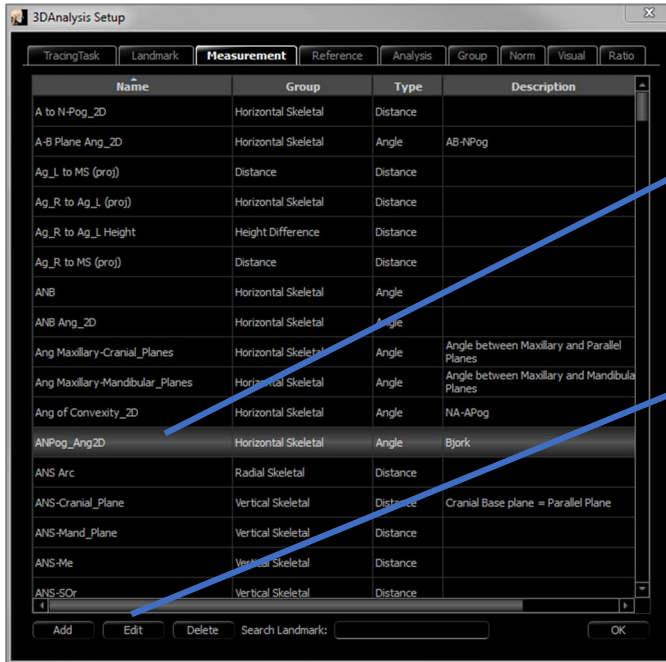 3DAnalysis Setup
TracingTask Landmark Measurement Reference Analysis Group Norm Visual Ratio
Name Group Type Description
A to N-Pog_2D Horizontal Skeletal Distance
A-B Plane Ang_2D Horizontal Skeletal Angle AB-NPog
Ag_L to MS (proj) Distance Distance
Ag_R to Ag_L (proj) Horizontal Skeletal Distance
Ag_R to Ag_L Height Height Difference Distance
Ag_R to MS (proj) Distance Distance
ANB Horizontal Skeletal Angle
ANB Ang_2D Horizontal Skeletal Angle
Ang Maxillary-Cranial_Planes Horizontal Skeletal Angle Angle between Maxillary and Parallel
Planes
Ang Maxillary-Mandibular_Planes Horizontal Skeletal Angle Angle between Maxillary and Mandibula
Planes
Ang of Convexity_2D Horizontal Skeletal Angle NA-APog
ANPog_Ang2D Horizontal Skeletal Angle Bjork
ANS Arc Radial Skeletal Distance
ANS-Cranial_Plane Vertical Skeletal Distance Cranial Base plane = Parallel Plane
ANS-Mand_Plane Vertical Skeletal Distance
ANS-Me Vertical Skeletal Distance
ANS-SOr Vertical Skeletal Distance
Add Edit Delete Search Landmark: OK